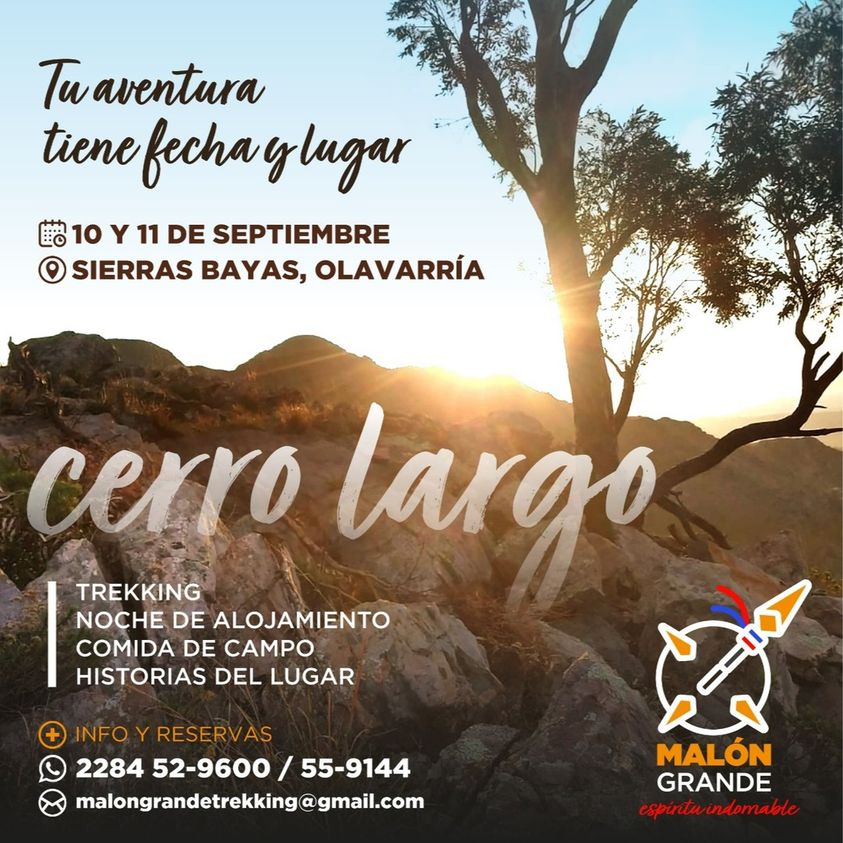 Tu aventura
tiene fecha y lugar
10 Y 11 DE SEPTIEMBRE
SIERRAS BAYAS, OLAVARRÍA
cerro largo
TREKKING
NOCHE DE ALOJAMIENTO
COMIDA DE CAMPO
HISTORIAS DEL LUGAR
INFO Y RESERVAS
2284 52-9600 / 55-9144
malongrandetrekking@gmail.com
MALÓN
GRANDE
espíritu indomable